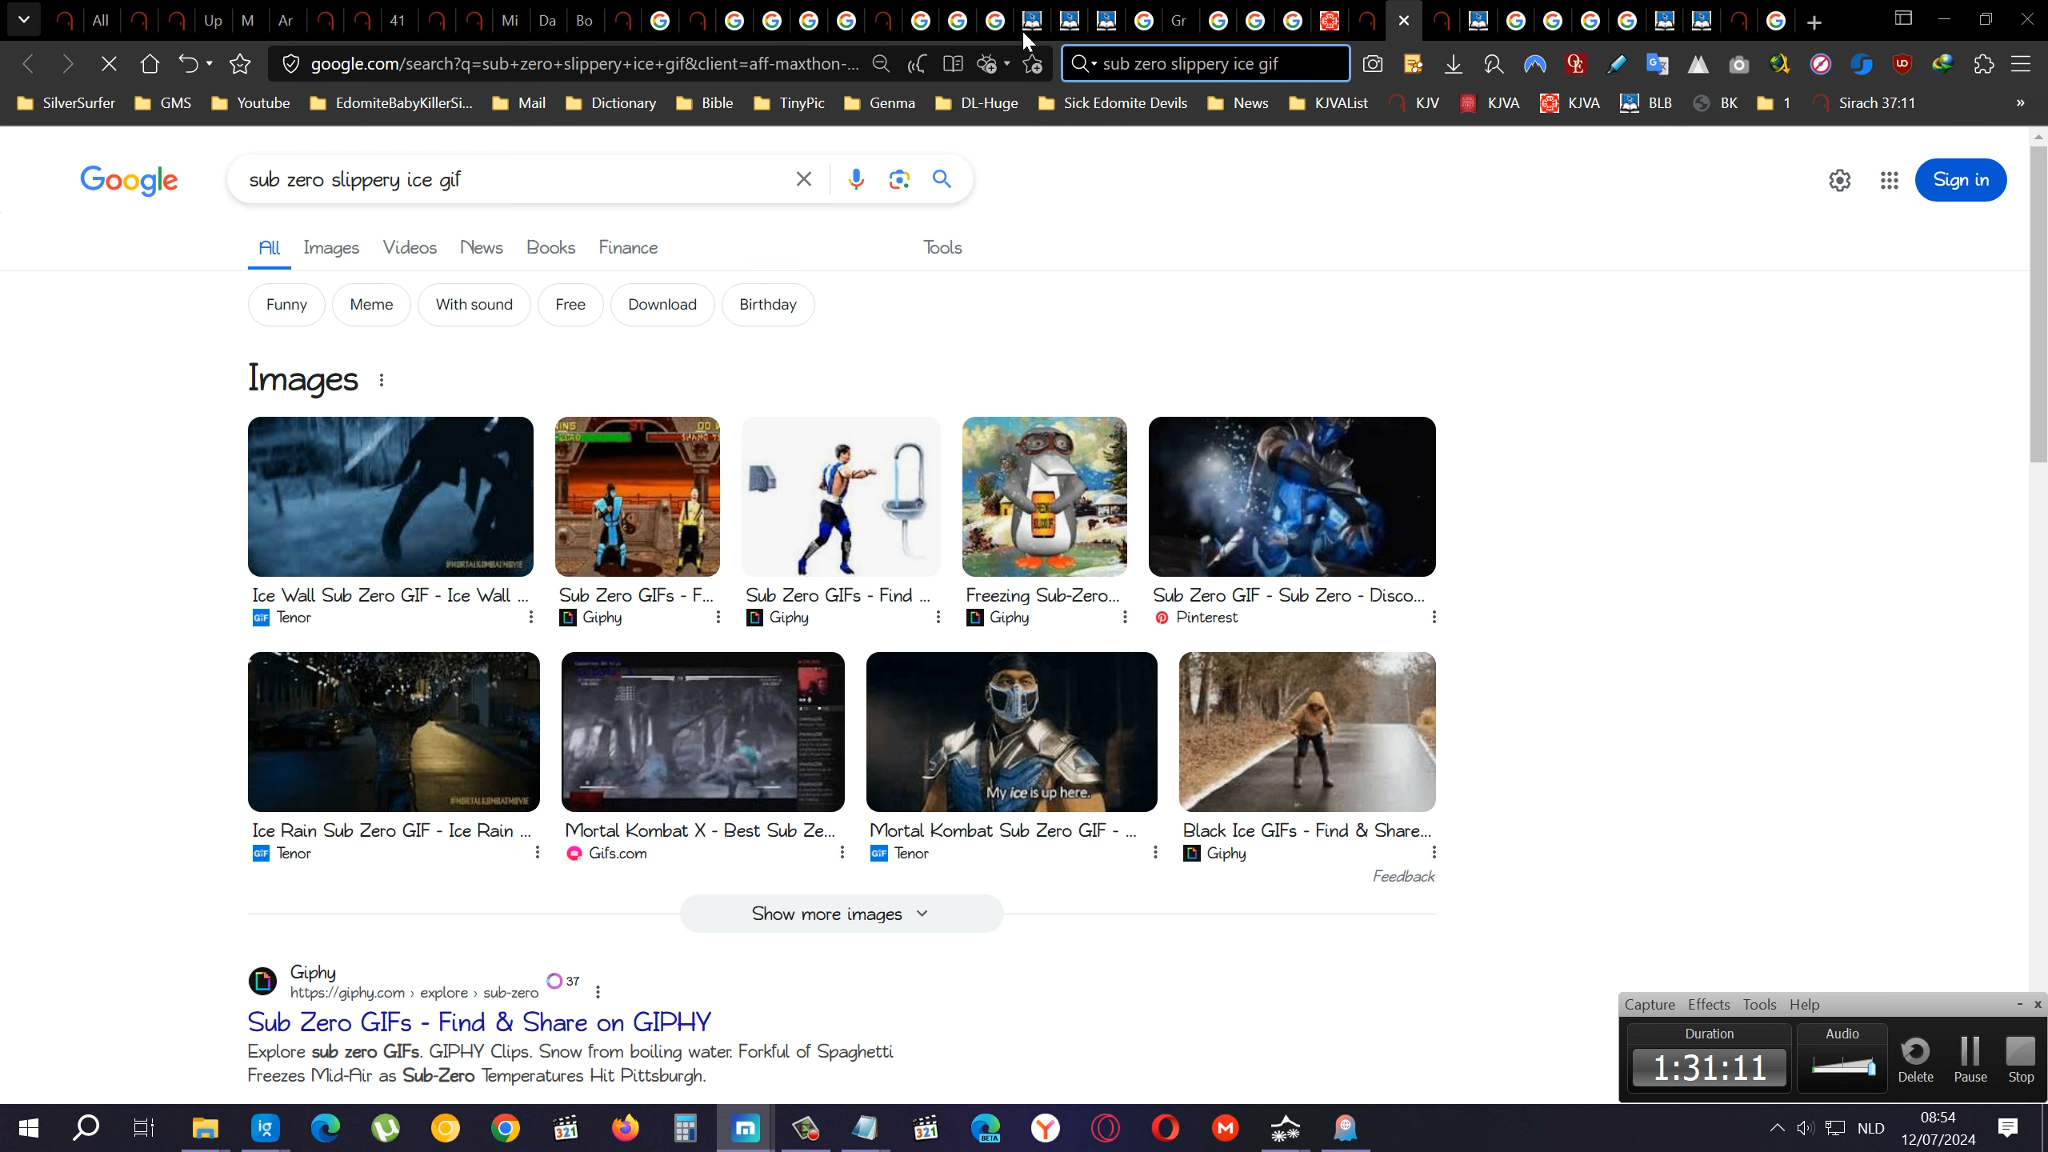 All
Up
M
Ar
41
Mi
Da
Bo
Gr
google.com/search?q=sub+zero+slippery+ice+gif&client=aff-maxthon-...
sub zero slippery ice gif
SilverSurfer
GMS
Youtube
EdomiteBabyKillerSi...
Mail
Dictionary
Bible
TinyPic
Genma
DL-Huge
Sick Edomite Devils
News
KJVAList
KJV
KJVA
KJVA
BLB
BK
1
Sirach 37:11
»
Google
sub zero slippery ice gif
Sign in
All
Images
Videos
News
Books
Finance
Tools
Funny
Meme
With sound
Free
Download
Birthday
Images
#MORTALKOMBATMOVIE
Ice Wall Sub Zero GIF - Ice Wall ...
GIF Tenor
Sub Zero GIFs - F...
Giphy
Sub Zero GIFs - Find ...
Giphy
Freezing Sub-Zero...
Giphy
Sub Zero GIF - Sub Zero - Disco...
Pinterest
#MORTALKOMBATMOVIE
My ice is up here.
Ice Rain Sub Zero GIF - Ice Rain ...
GIF Tenor
Mortal Kombat X - Best Sub Ze...
Gifs.com
Mortal Kombat Sub Zero GIF - ...
GIF Tenor
Black Ice GIFs - Find & Share...
Giphy
Feedback
Show more images
Giphy
https://giphy.com › explore › sub-zero
37
Sub Zero GIFs - Find & Share on GIPHY
Explore sub zero GIFs. GIPHY Clips. Snow from boiling water. Forkful of Spaghetti
Freezes Mid-Air as Sub-Zero Temperatures Hit Pittsburgh.
Capture Effects Tools Help
Duration
1:31:11
Audio
Delete
Pause
Stop
NLD
08:54
12/07/2024